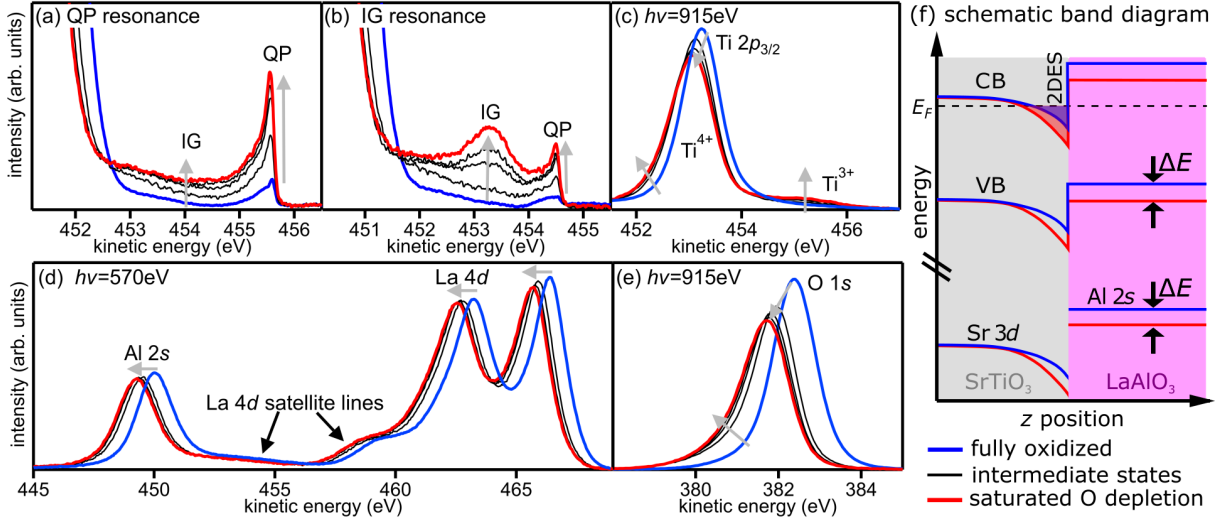 (a) QP resonance
QP
IG
intensity (arb. units)
452 453 454 455 456
kinetic energy (eV)
(b) IG resonance
IG
QP
451 452 453 454 455
kinetic energy (eV)
(c) hν=915eV
Ti 2p3/2
Ti4+
Ti3+
452 454 456
kinetic energy (eV)
(d) hν=570eV
La 4d
Al 2s
La 4d satellite lines
intensity (arb. units)
445 450 455 460 465
kinetic energy (eV)
(e) hν=915eV
O 1s
380 382 384
kinetic energy (eV)
(f) schematic band diagram
CB
2DES
EF
VB
ΔE
energy
Al 2s
ΔE
Sr 3d
SrTiO3
LaAlO3
z position
fully oxidized
intermediate states
saturated O depletion